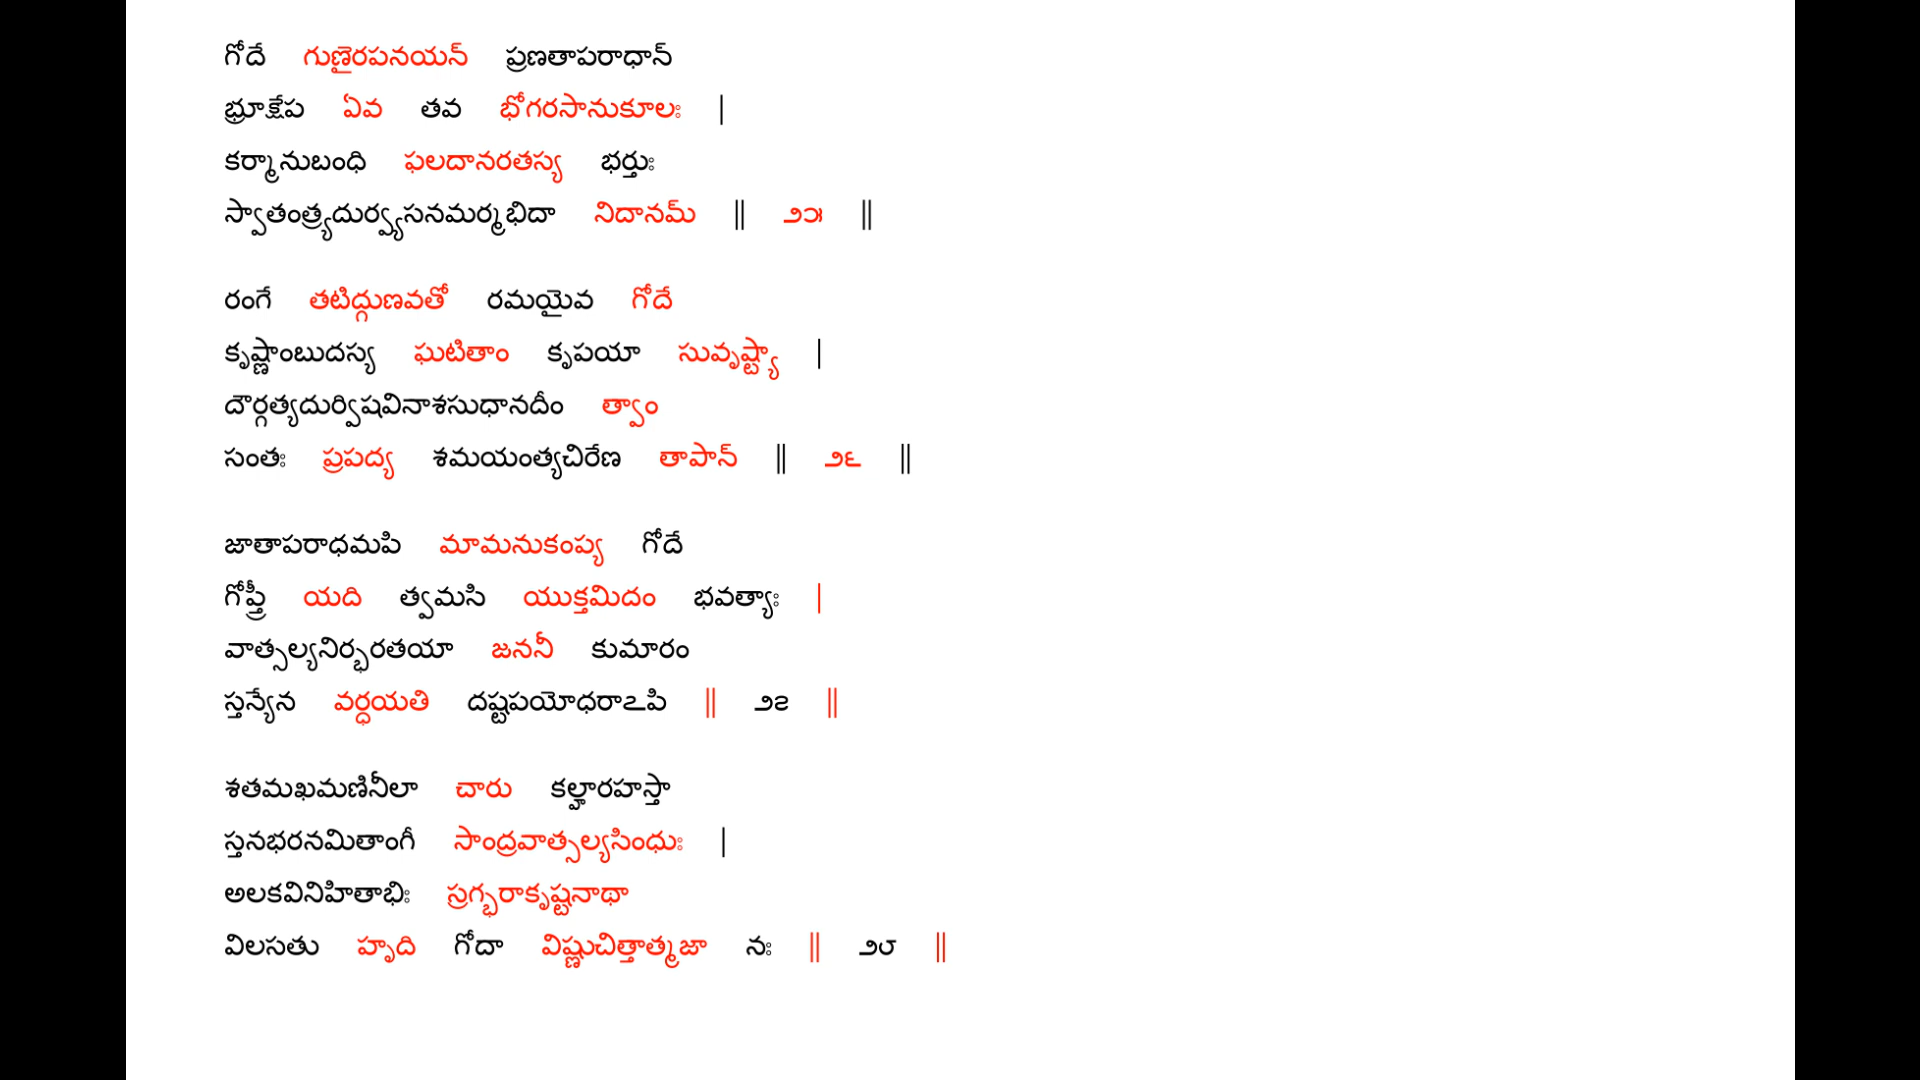 గోదే గుణైరపనయన్ ప్రణతాపరాధాన్
భ్రూక్షేప ఏవ తవ భోగరసానుకూలః |
కర్మానుబంధి ఫలదానరతస్య భర్తుః
స్వాతంత్ర్యదుర్వ్యసనమర్మభిదా నిదానమ్ || ౨౫ ||
రంగే తటిద్గుణవతో రమయైవ గోదే
కృష్ణాంబుదస్య ఘటితాం కృపయా సువృష్ట్యా |
దౌర్గత్యదుర్విషవినాశసుధానదీం త్వాం
సంతః ప్రపద్య శమయంత్యచిరేణ తాపాన్ || ౨౬ ||
జాతాపరాధమపి మామనుకంప్య గోదే
గోప్త్రీ యది త్వమసి యుక్తమిదం భవత్యాః |
వాత్సల్యనిర్భరతయా జననీ కుమారం
స్తన్యేన వర్ధయతి దష్టపయోధరాఽపి || ౨౭ ||
శతమఖమణినీలా చారు కల్హారహస్తా
స్తనభరనమితాంగీ సాంద్రవాత్సల్యసింధుః |
అలకవినిహితాభిః స్రగ్భిరాకృష్టనాథా
విలసతు హృది గోదా విష్ణుచిత్తాత్మజా నః || ౨౮ ||